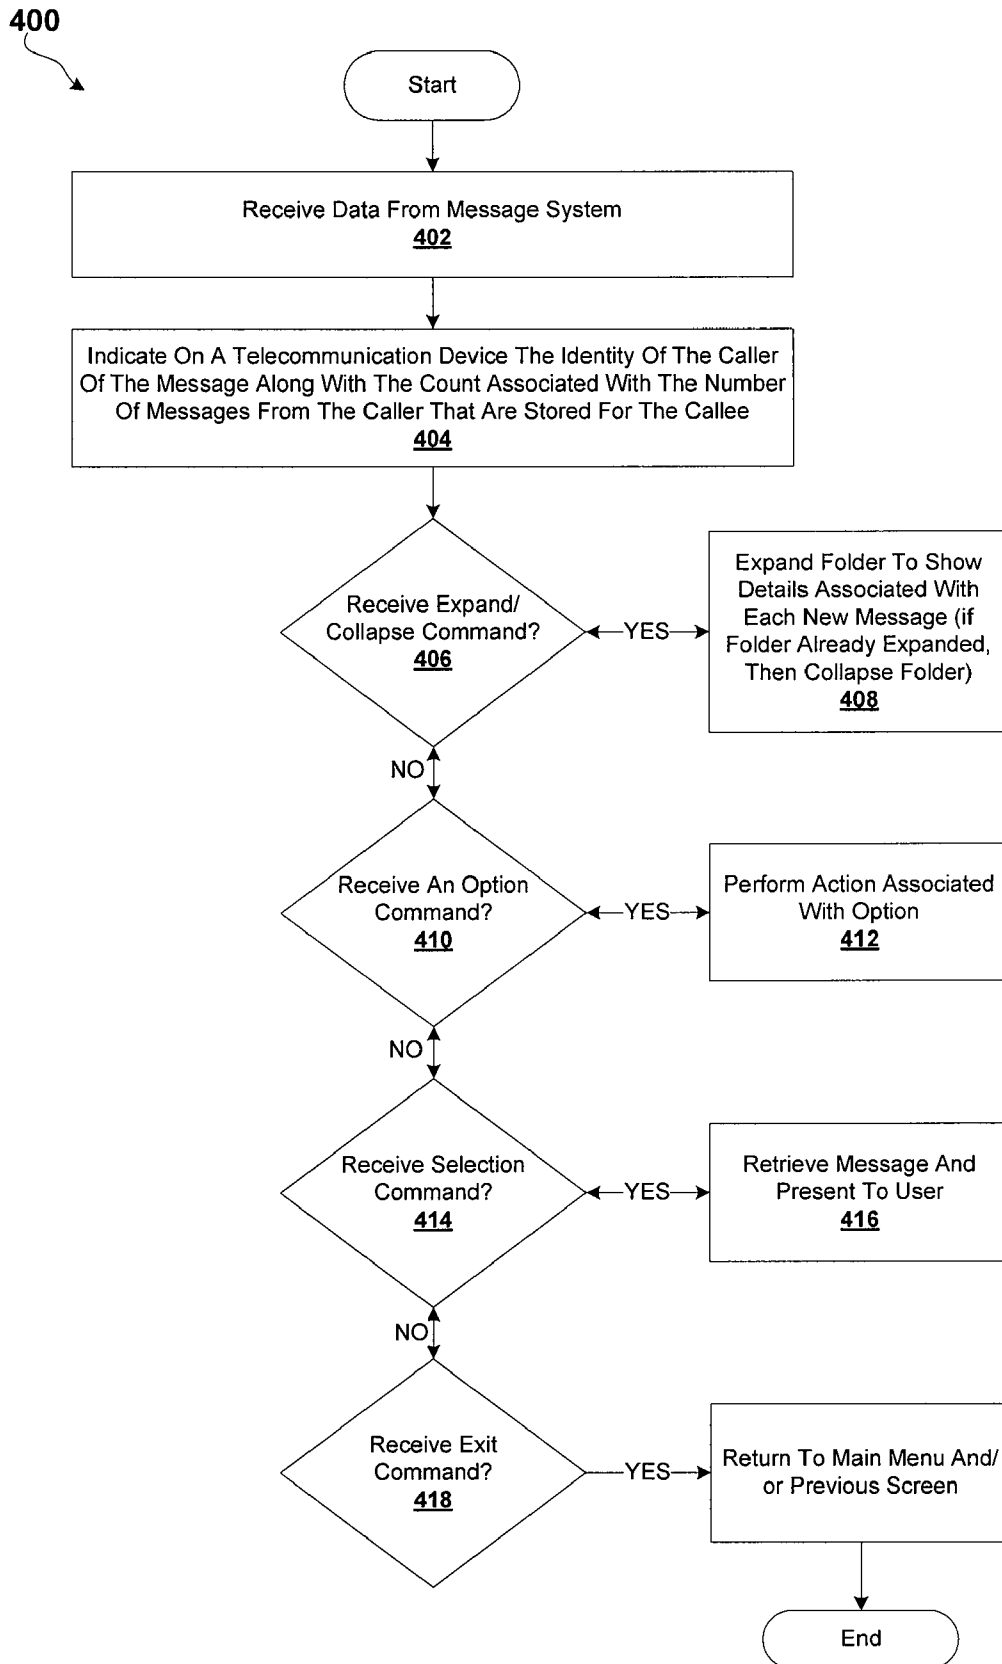 400
Start
Receive Data From Message System
402
Indicate On A Telecommunication Device The Identity Of The Caller
Of The Message Along With The Count Associated With The Number
Of Messages From The Caller That Are Stored For The Callee
404
Receive Expand/
Collapse Command?
406
YES
Expand Folder To Show
Details Associated With
Each New Message (if
Folder Already Expanded,
Then Collapse Folder)
408
NO
Receive An Option
Command?
410
YES
Perform Action Associated
With Option
412
NO
Receive Selection
Command?
414
YES
Retrieve Message And
Present To User
416
NO
Receive Exit
Command?
418
YES
Return To Main Menu And/
or Previous Screen
End